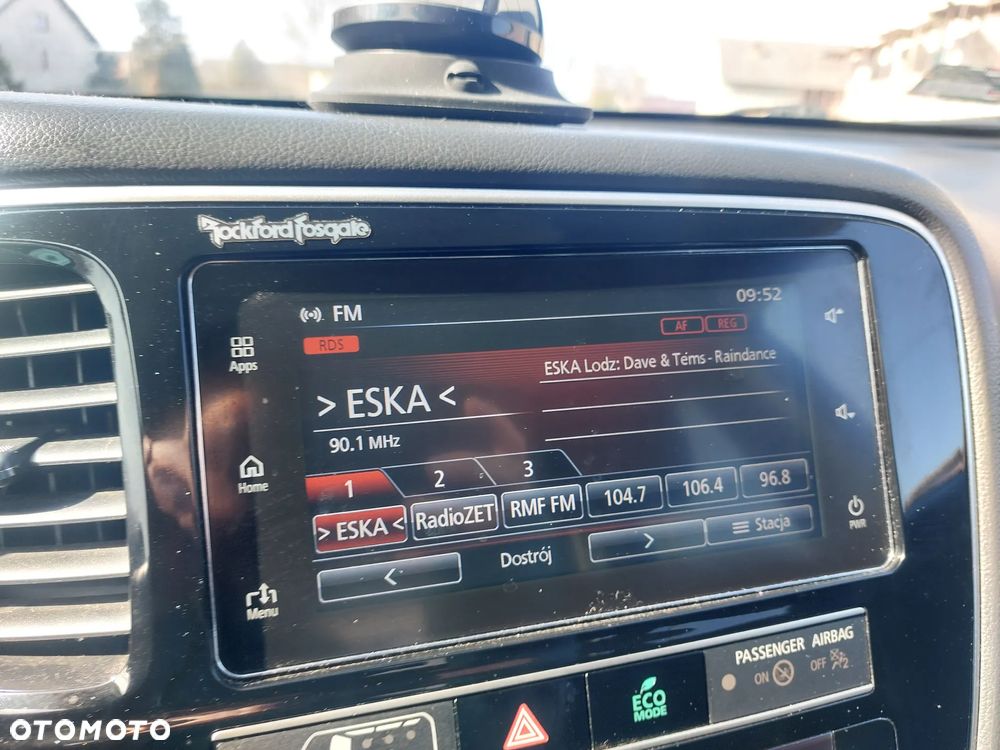 Rockford Fosgate
FM
09:52
RDS
AF REG
Apps
ESKA Lodz: Dave & Tems - Raindance
> ESKA <
90.1 MHz
Home
1 2 3
> ESKA < RadioZET RMF FM 104.7 106.4 96.8
< Dostrój > Stacja
PWR
Menu
PASSENGER AIRBAG
ON OFF
ECO
MODE
OTOMOTO